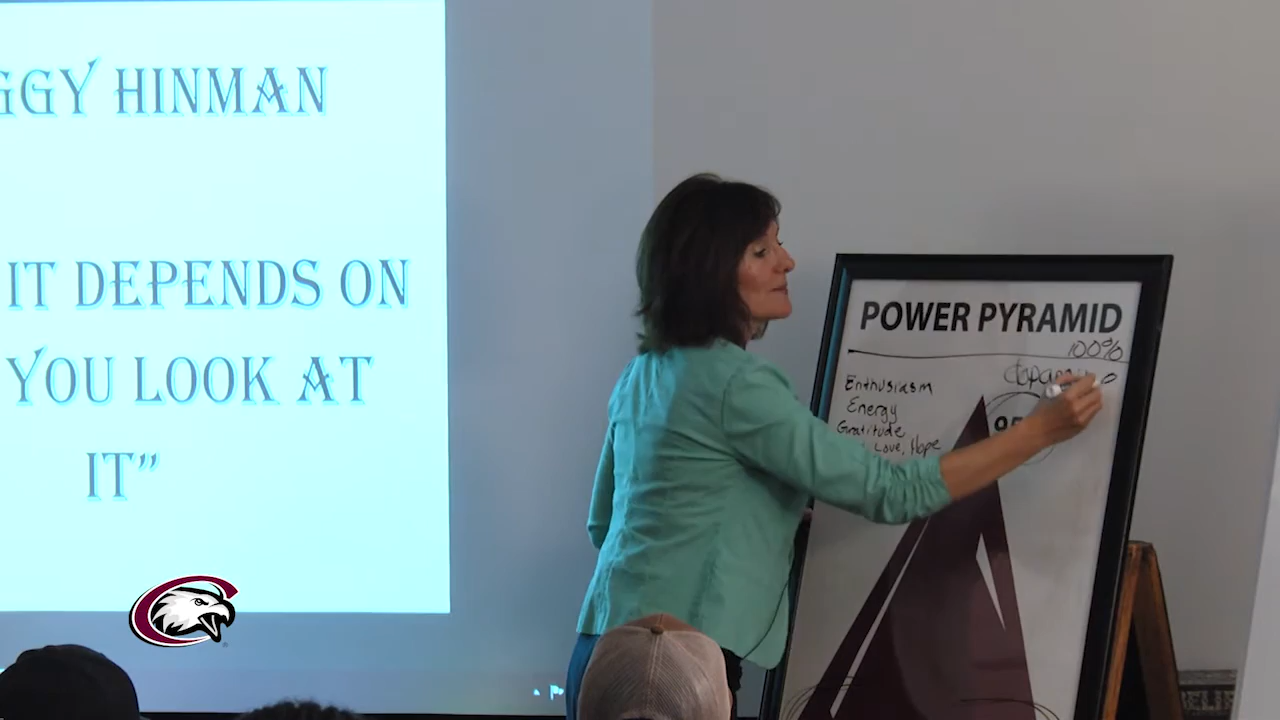 GGY HINMAN
IT DEPENDS ON
YOU LOOK AT
IT”
POWER PYRAMID
100%
Enthusiasm
Energy
Gratitude
Love, Hope